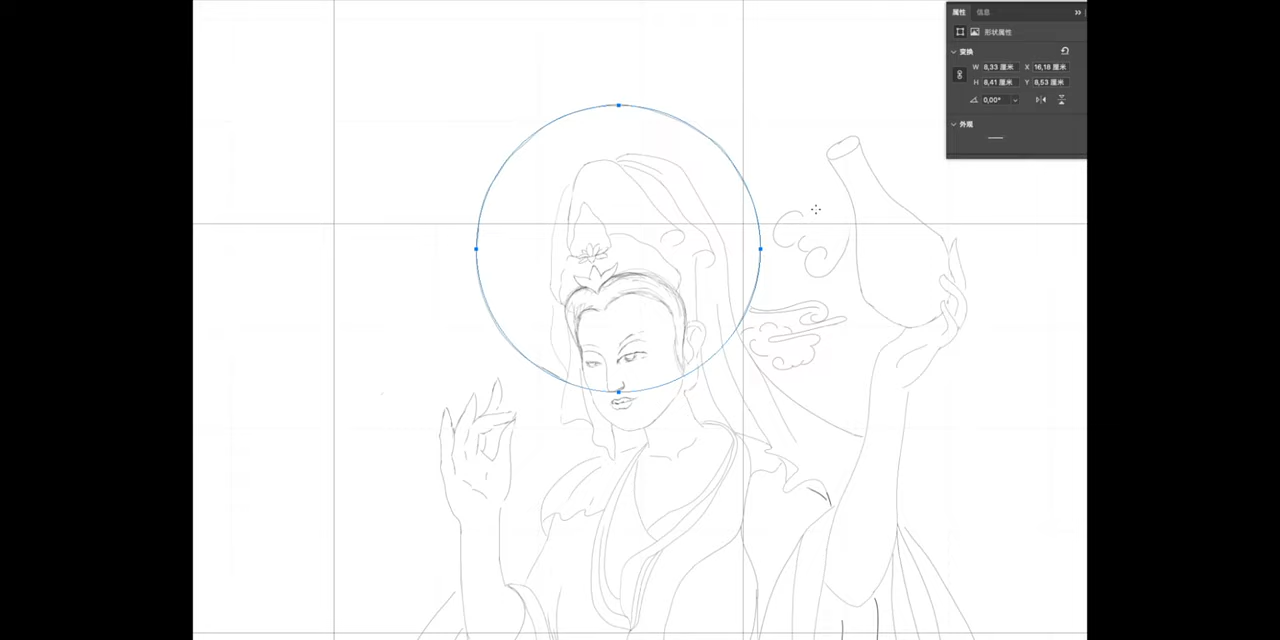 属性 信息
形状属性
变换
W 8,33 厘米 X 16,18 厘米
H 8,41 厘米 Y 8,53 厘米
0,00°
外观